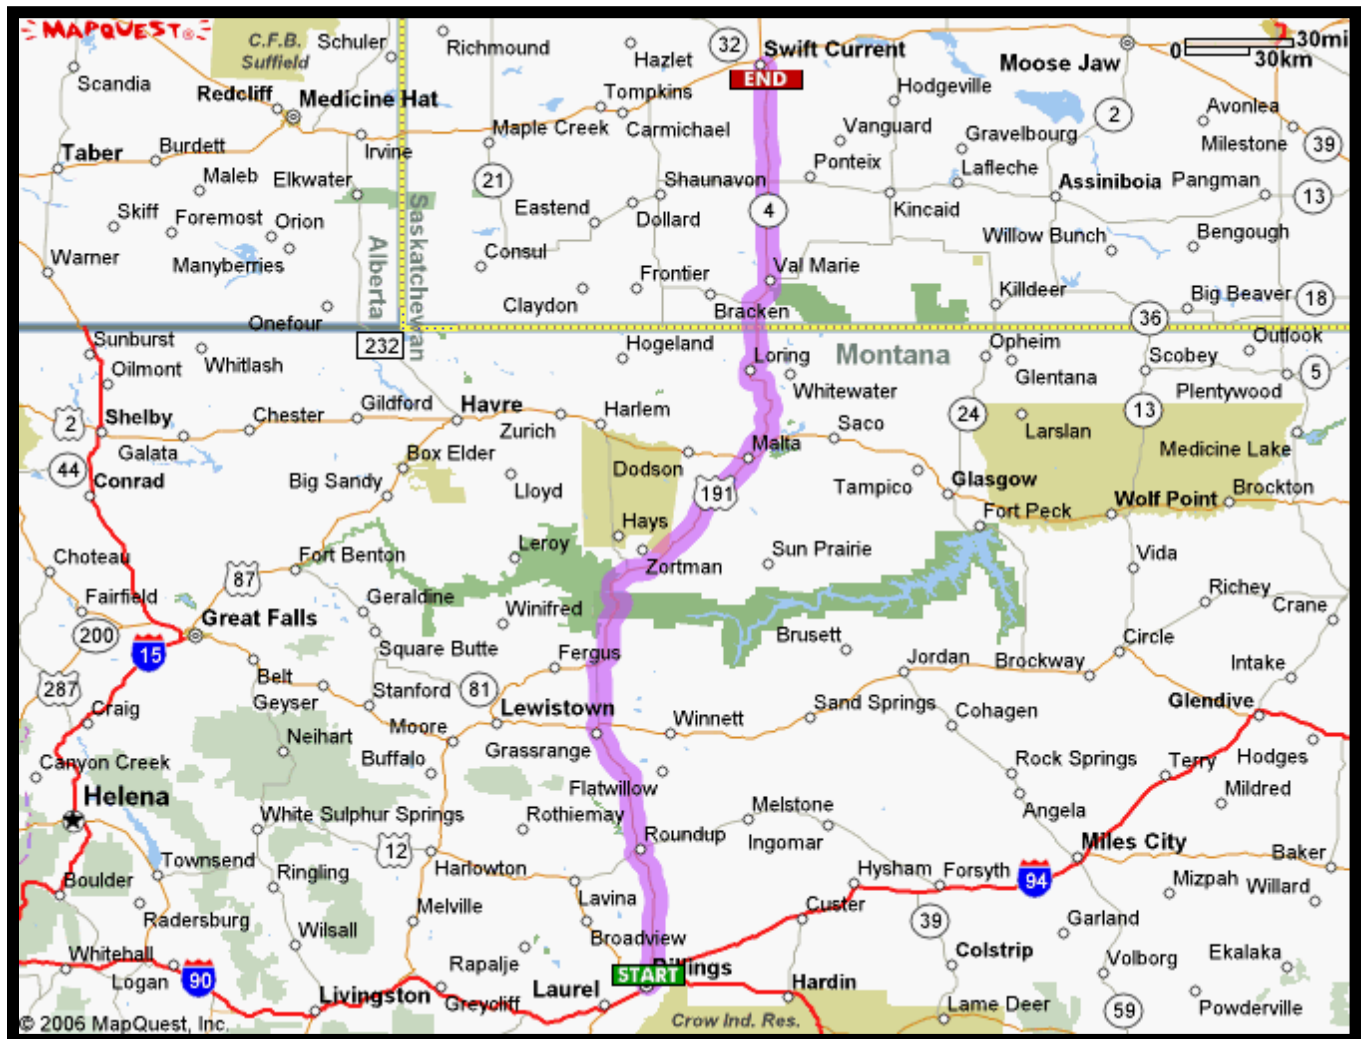 MAPQUEST
C.F.B.
Suffield
Schuler
Richmound
Hazlet
32
Swift Current
END
Moose Jaw
0
30mi
30km
Scandia
Redcliff
Medicine Hat
Tompkins
Hodgeville
2
Avonlea
Maple Creek
Carmichael
Vanguard
Gravelbourg
Milestone
39
Taber
Burdett
Irvine
Maleb
Elkwater
21
Shaunavon
Ponteix
Lafleche
Assiniboia
Pangman
13
Skiff
Foremost
Orion
Eastend
Dollard
4
Kincaid
Saskatchewan
Alberta
Warner
Manyberries
Consul
Willow Bunch
Bengough
Frontier
Val Marie
Claydon
Killdeer
Big Beaver
18
Onefour
Bracken
36
Sunburst
232
Hogeland
Loring
Montana
Opheim
Scobey
Outlook
Oilmont
Whitlash
Whitewater
Glentana
Plentywood
5
2
Shelby
Chester
Gildford
Havre
Zurich
Harlem
Saco
24
Larslan
13
Medicine Lake
Galata
44
Conrad
Box Elder
Big Sandy
Lloyd
Dodson
Malta
191
Tampico
Glasgow
Wolf Point
Brockton
Hays
Fort Peck
Choteau
87
Fort Benton
Leroy
Zortman
Sun Prairie
Vida
Richey
Crane
Fairfield
200
Great Falls
Geraldine
Winifred
15
Square Butte
Fergus
Brusett
Circle
287
Belt
Geyser
Stanford
81
Jordan
Brockway
Intake
Craig
Moore
Lewistown
Winnett
Sand Springs
Cohagen
Glendive
Neihart
Buffalo
Grassrange
Canyon Creek
Flatwillow
Rock Springs
Terry
Hodges
Helena
White Sulphur Springs
Rothiemay
Melstone
Ingomar
Angela
Mildred
Townsend
12
Harlowton
Roundup
Miles City
Baker
Boulder
Ringling
Lavina
Hysham
Forsyth
94
Mizpah
Willard
Radersburg
Wilsall
Melville
Broadview
Custer
39
Garland
Whitehall
Logan
90
Rapalje
START
Billings
Colstrip
Volborg
Ekalaka
Livingston
Greycliff
Laurel
Hardin
Lame Deer
59
Powderville
Crow Ind. Res.
© 2006 MapQuest, Inc.